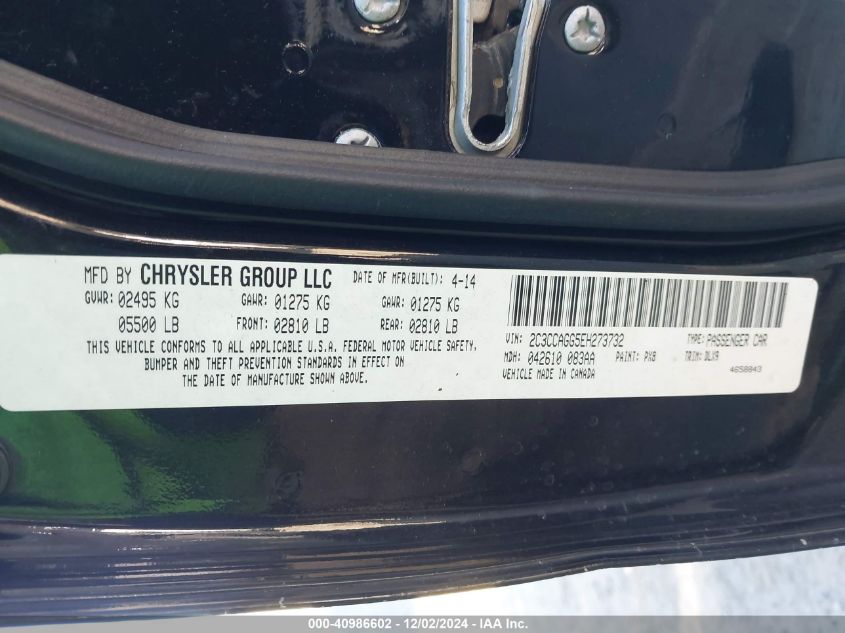 MFD BY CHRYSLER GROUP LLC DATE OF MFR(BUILT): 4-14
GVWR: 02495 KG GAWR: 01275 KG GAWR: 01275 KG
05500 LB FRONT: 02810 LB REAR: 02810 LB
THIS VEHICLE CONFORMS TO ALL APPLICABLE U.S.A. FEDERAL MOTOR VEHICLE SAFETY,
BUMPER AND THEFT PREVENTION STANDARDS IN EFFECT ON
THE DATE OF MANUFACTURE SHOWN ABOVE.
VIN: 2C3CCAGG5EH273732 TYPE: PASSENGER CAR
MDH: 042610 083AA PAINT: PX8 TRIM: DLX9
VEHICLE MADE IN CANADA 4658843
000-40986602 - 12/02/2024 - IAA Inc.